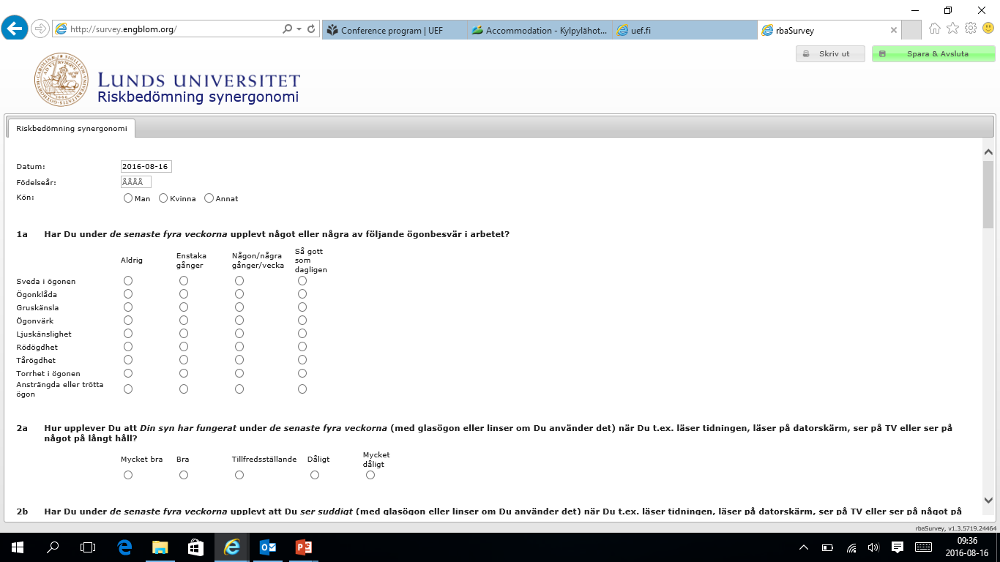 http://survey.engblom.org/
Conference program | UEF
Accommodation - Kylpylähot...
uef.fi
rbaSurvey
Skriv ut
Spara & Avsluta
LUNDS UNIVERSITET
Riskbedömning synergonomi
Riskbedömning synergonomi
Datum: 2016-08-16
Födelseår: ÅÅÅÅ
Kön: Man Kvinna Annat
1a Har Du under de senaste fyra veckorna upplevt något eller några av följande ögonbesvär i arbetet?
Aldrig
Enstaka
gånger
Någon/några
gånger/vecka
Så gott
som
dagligen
Sveda i ögonen
Ögonklåda
Gruskänsla
Ögonvärk
Ljuskänslighet
Rödögdhet
Tårögdhet
Torrhet i ögonen
Ansträngda eller trötta
ögon
2a Hur upplever Du att Din syn har fungerat under de senaste fyra veckorna (med glasögon eller linser om Du använder det) när Du t.ex. läser tidningen, läser på datorskärm, ser på TV eller ser på
något på långt håll?
Mycket bra
Bra
Tillfredsställande
Dåligt
Mycket
dåligt
2b Har Du under de senaste fyra veckorna upplevt att Du ser suddigt (med glasögon eller linser om Du använder det) när Du t.ex. läser tidningen, läser på datorskärm, ser på TV eller ser på något på
rbaSurvey, v1.3.5719.24464
09:36
2016-08-16